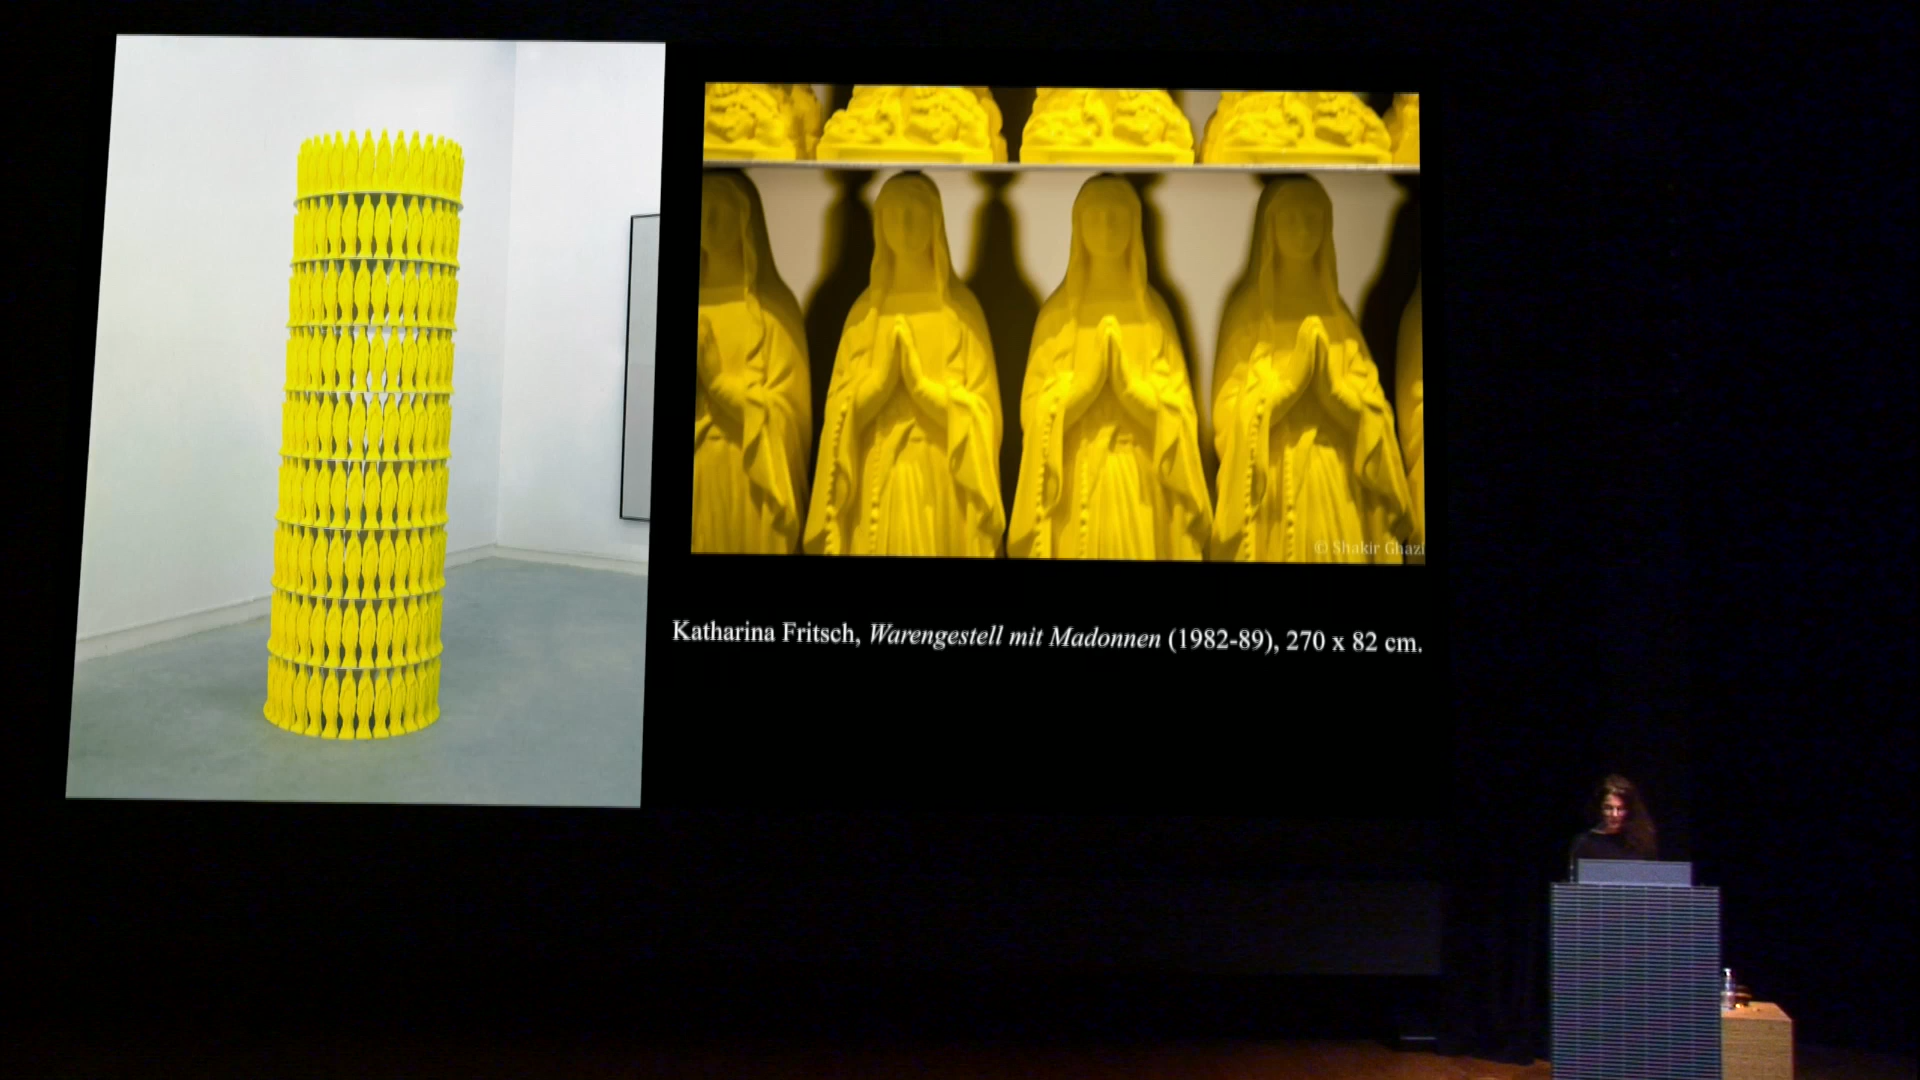 © Shakir Ghazi
Katharina Fritsch, Warengestell mit Madonnen (1982-89), 270 x 82 cm.